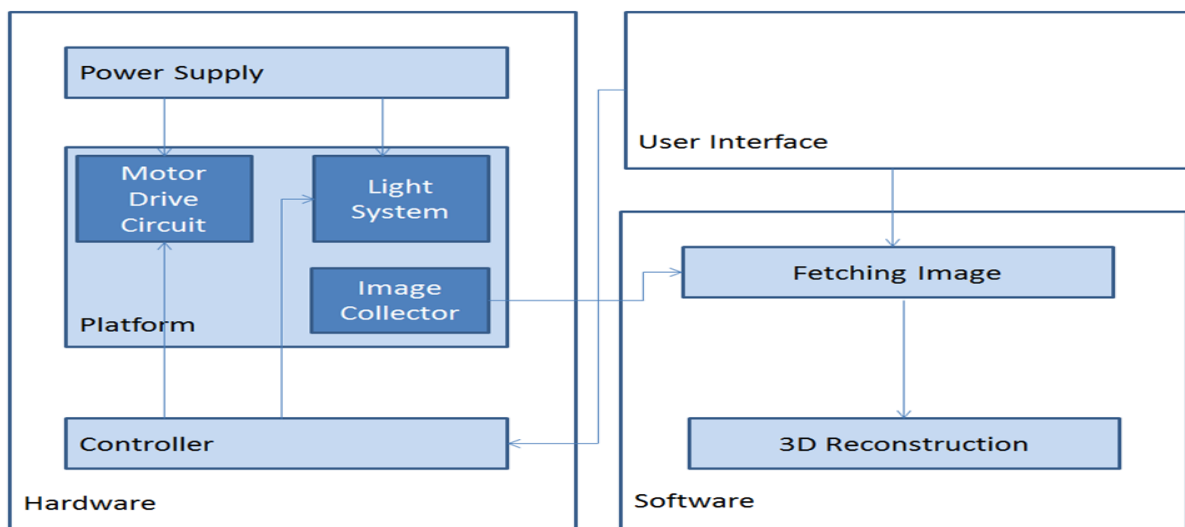 Power Supply
Motor
Drive
Circuit
Light
System
Image
Collector
Platform
Controller
Hardware
User Interface
Fetching Image
3D Reconstruction
Software